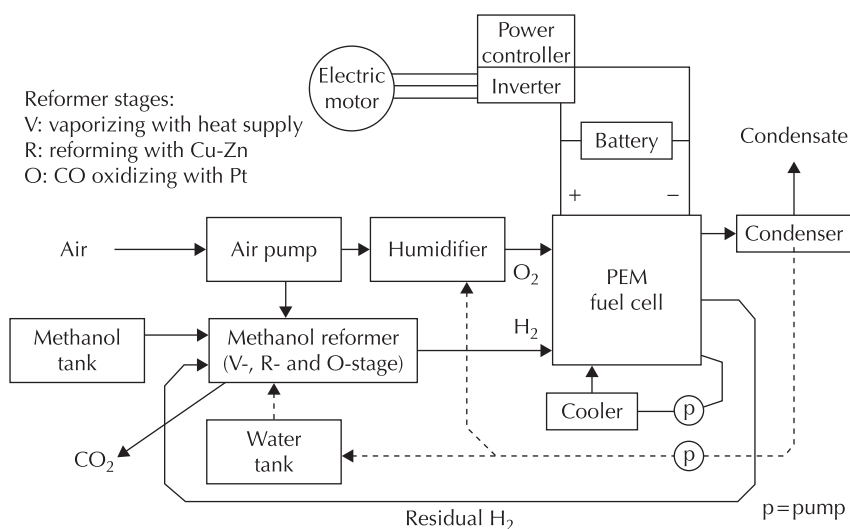 Power
controller
Inverter
Electric
motor
Reformer stages:
V: vaporizing with heat supply
R: reforming with Cu-Zn
O: CO oxidizing with Pt
Battery
Condensate
+
−
Air
Air pump
Humidifier
O₂
PEM
fuel cell
Condenser
Methanol
tank
Methanol reformer
(V-, R- and O-stage)
H₂
Cooler
p
CO₂
Water
tank
p
Residual H₂
p=pump